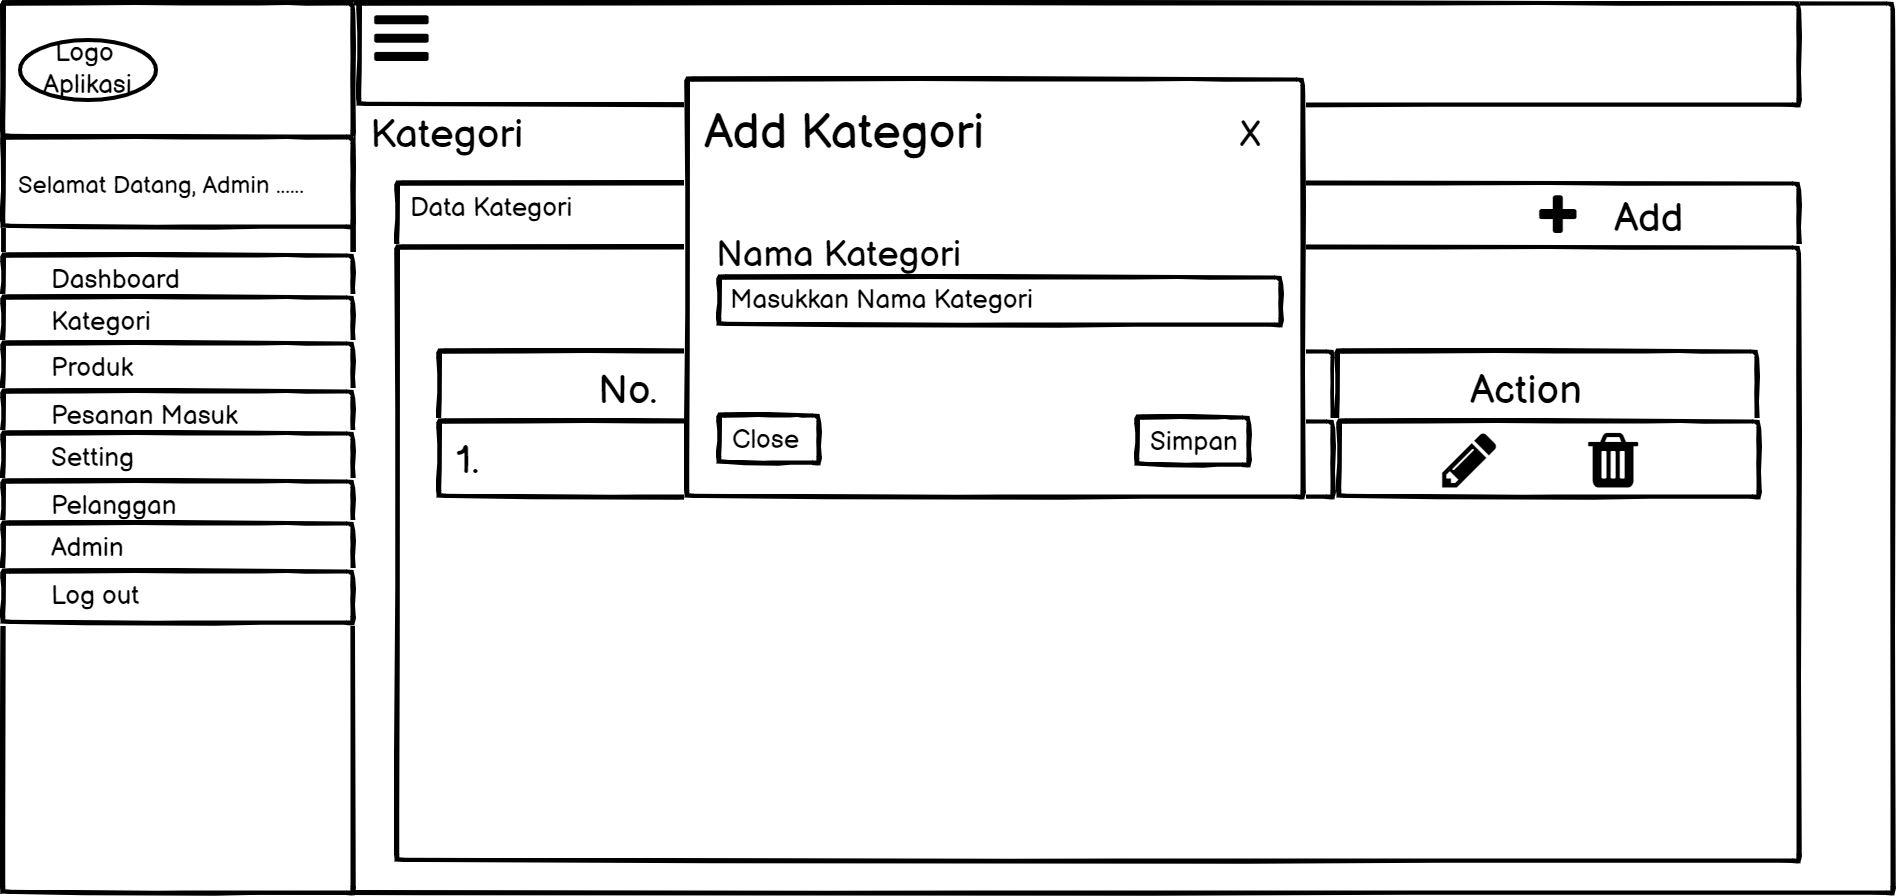 Logo
Aplikasi
Selamat Datang, Admin ......
Dashboard
Kategori
Produk
Pesanan Masuk
Setting
Pelanggan
Admin
Log out
Kategori
Data Kategori
Add
No.
Action
1.
Add Kategori
X
Nama Kategori
Masukkan Nama Kategori
Close
Simpan